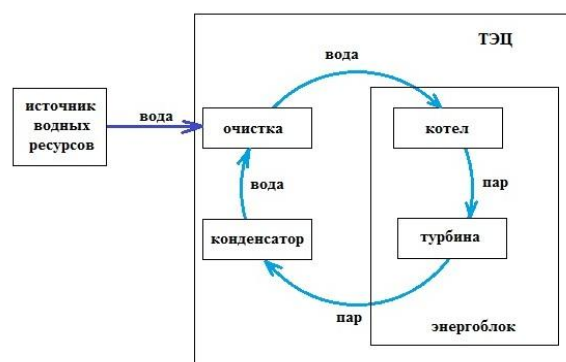 ТЭЦ
вода
источник
водных
ресурсов
вода
очистка
котел
вода
пар
конденсатор
турбина
пар
энергоблок